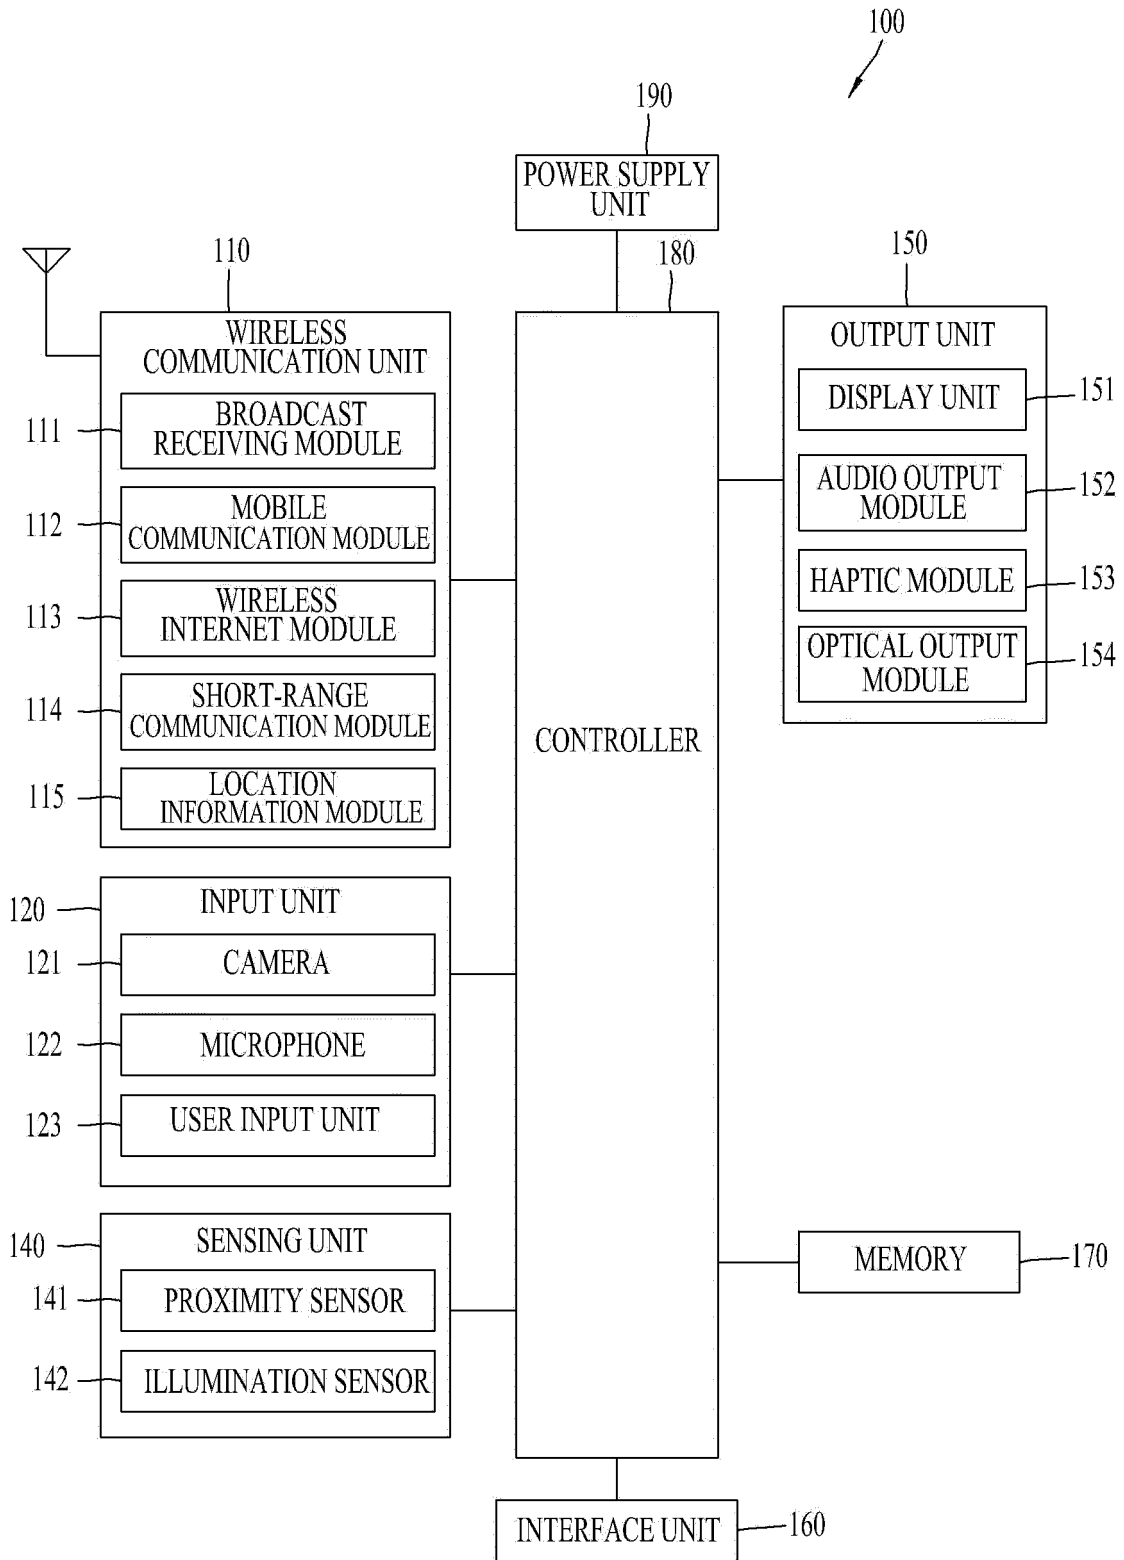 100
190
POWER SUPPLY
UNIT
110
180
150
WIRELESS
COMMUNICATION UNIT
111
BROADCAST
RECEIVING MODULE
112
MOBILE
COMMUNICATION MODULE
113
WIRELESS
INTERNET MODULE
114
SHORT-RANGE
COMMUNICATION MODULE
115
LOCATION
INFORMATION MODULE
120
INPUT UNIT
121
CAMERA
122
MICROPHONE
123
USER INPUT UNIT
140
SENSING UNIT
141
PROXIMITY SENSOR
142
ILLUMINATION SENSOR
CONTROLLER
OUTPUT UNIT
DISPLAY UNIT
151
AUDIO OUTPUT
MODULE
152
HAPTIC MODULE
153
OPTICAL OUTPUT
MODULE
154
MEMORY
170
INTERFACE UNIT
160